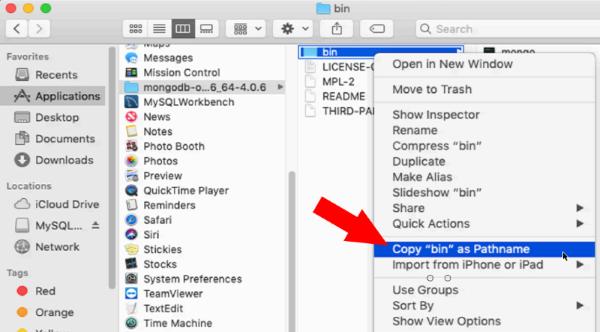 bin
Search
Favorites
Recents
Applications
Desktop
Documents
Downloads
Locations
iCloud Drive
MySQL...
Network
Tags
Red
Orange
Maps
Messages
Mission Control
mongodb-o...6_64-4.0.6
MySQLWorkbench
News
Notes
Photo Booth
Photos
Preview
QuickTime Player
Reminders
Safari
Siri
Stickies
Stocks
System Preferences
TeamViewer
TextEdit
Time Machine
bin
LICENSE-C
MPL-2
README
THIRD-PA
mongo
Open in New Window
Move to Trash
Show Inspector
Rename
Compress “bin”
Duplicate
Make Alias
Slideshow “bin”
Share
Quick Actions
Copy “bin” as Pathname
Import from iPhone or iPad
Use Groups
Sort By
Show View Options